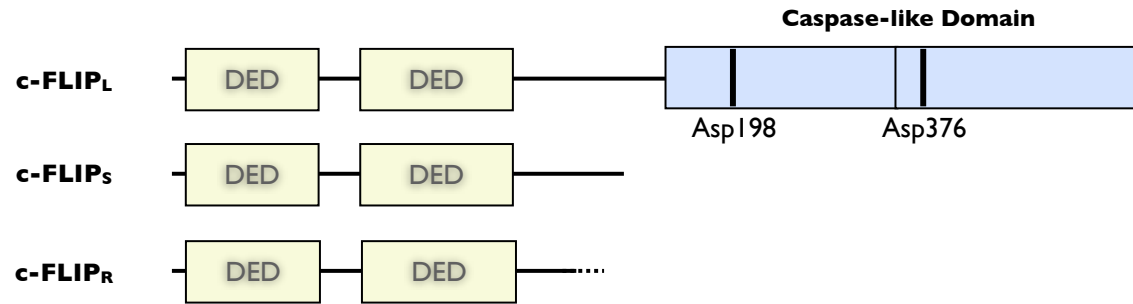 Caspase-like Domain
c-FLIPL DED DED
Asp198 Asp376
c-FLIPS DED DED
c-FLIPR DED DED